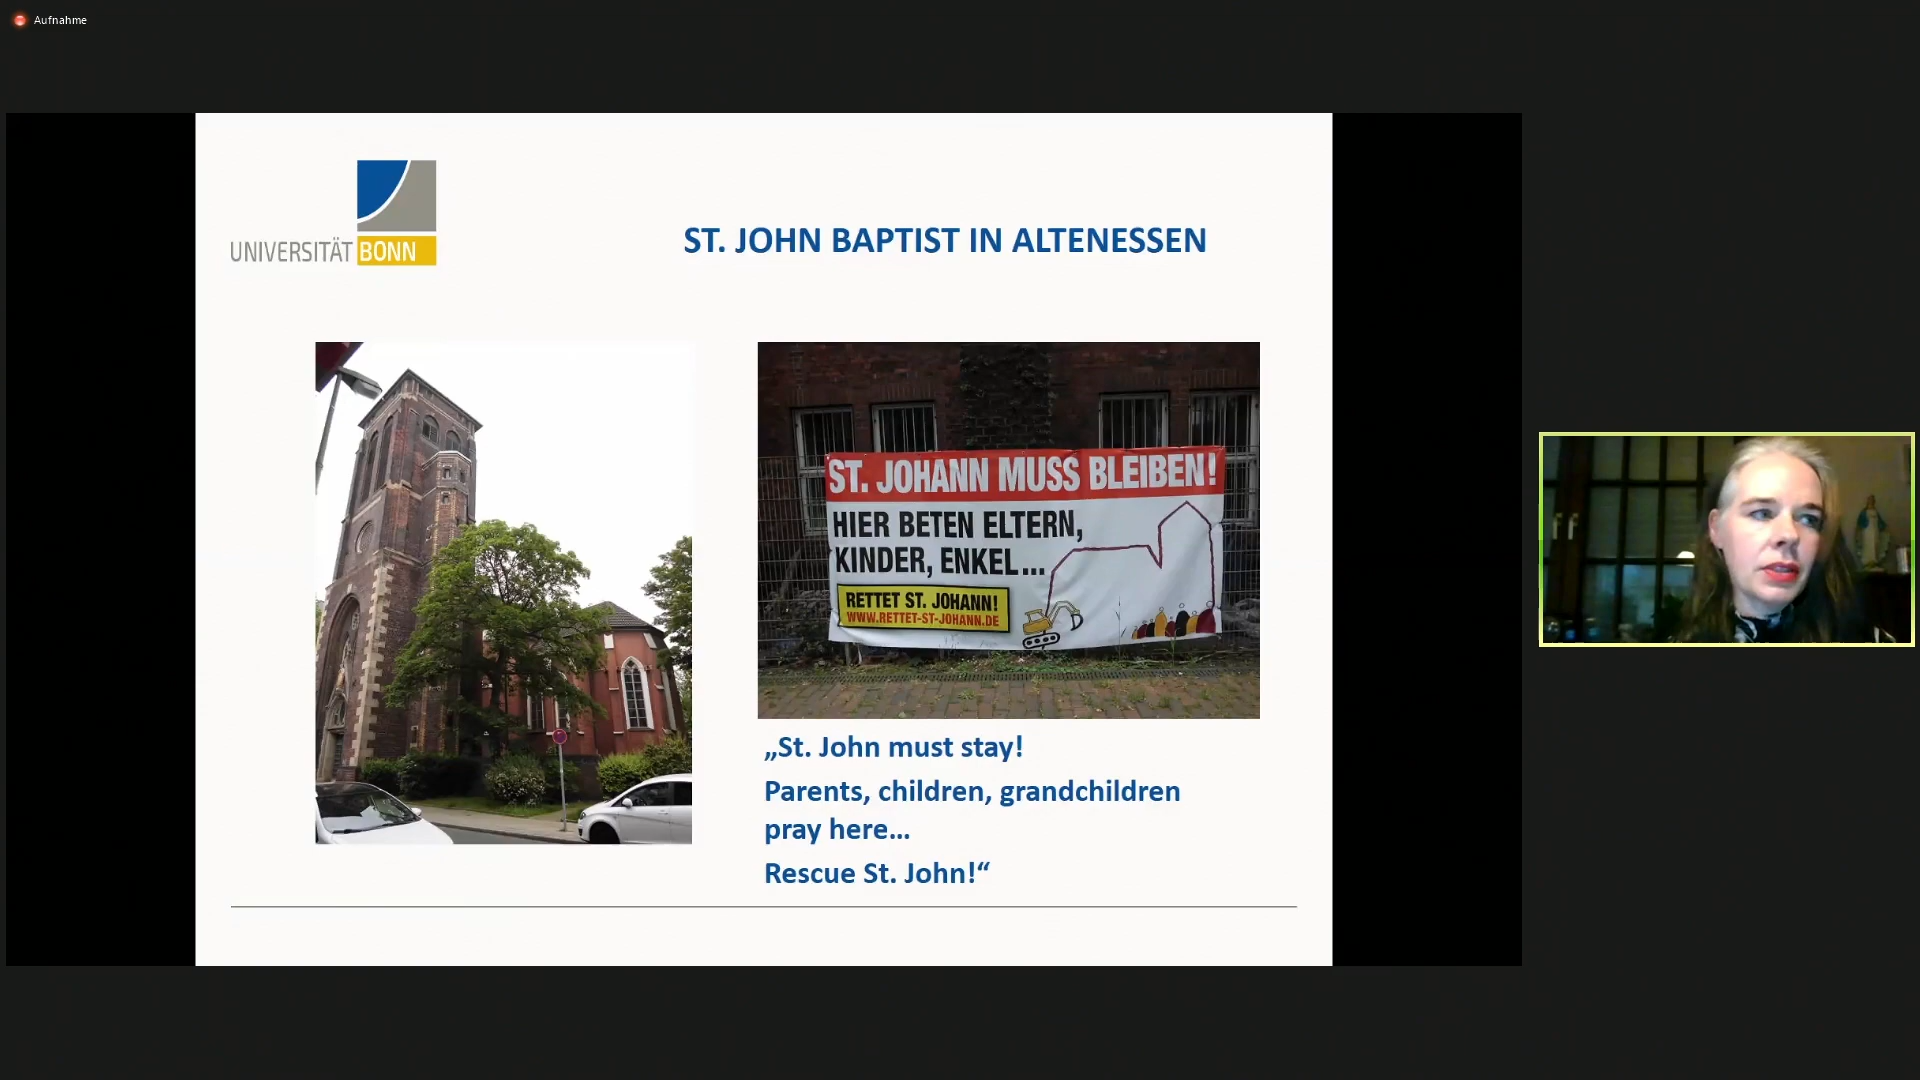 Aufnahme
UNIVERSITÄT BONN
ST. JOHN BAPTIST IN ALTENESSEN
ST. JOHANN MUSS BLEIBEN!
HIER BETEN ELTERN,
KINDER, ENKEL...
RETTET ST. JOHANN!
WWW.RETTET-ST-JOHANN.DE
„St. John must stay!
Parents, children, grandchildren
pray here...
Rescue St. John!“